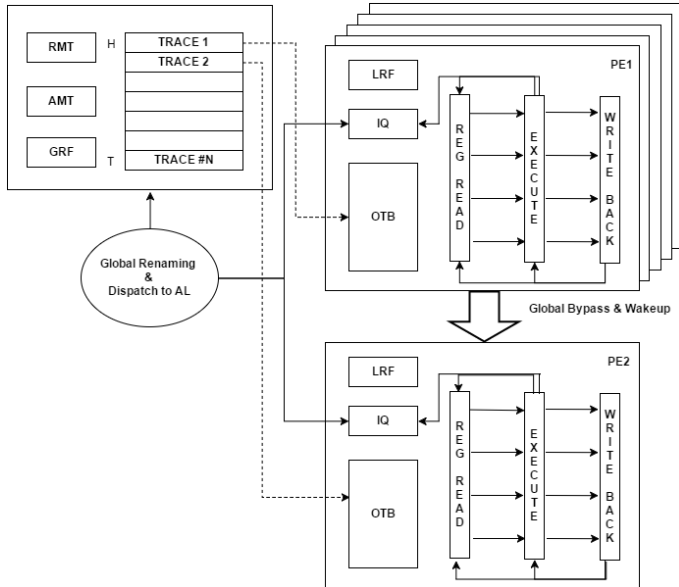 RMT
AMT
GRF
H
T
TRACE 1
TRACE 2
TRACE #N
Global Renaming
&
Dispatch to AL
PE1
LRF
IQ
OTB
REG READ
EXECUTE
WRITE BACK
Global Bypass & Wakeup
PE2
LRF
IQ
OTB
REG READ
EXECUTE
WRITE BACK